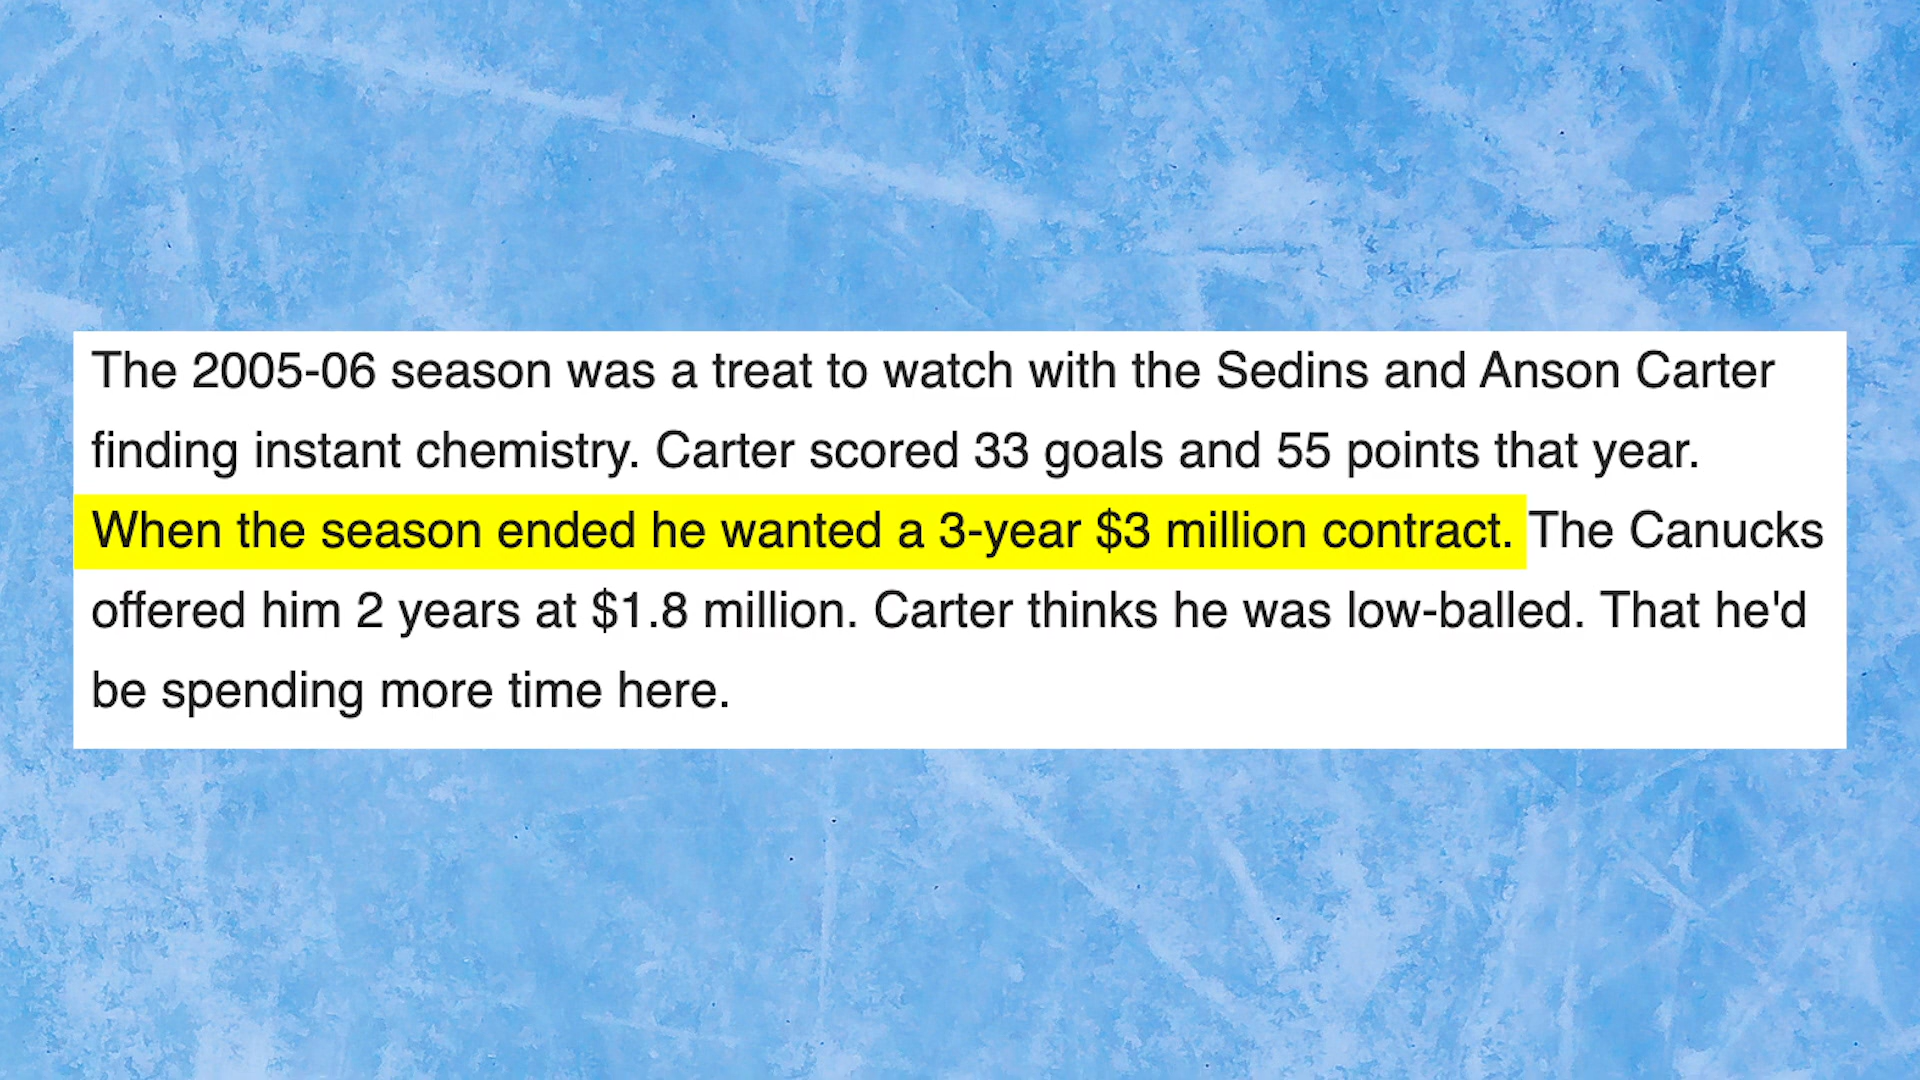 The 2005-06 season was a treat to watch with the Sedins and Anson Carter
finding instant chemistry. Carter scored 33 goals and 55 points that year.
When the season ended he wanted a 3-year $3 million contract. The Canucks
offered him 2 years at $1.8 million. Carter thinks he was low-balled. That he'd
be spending more time here.